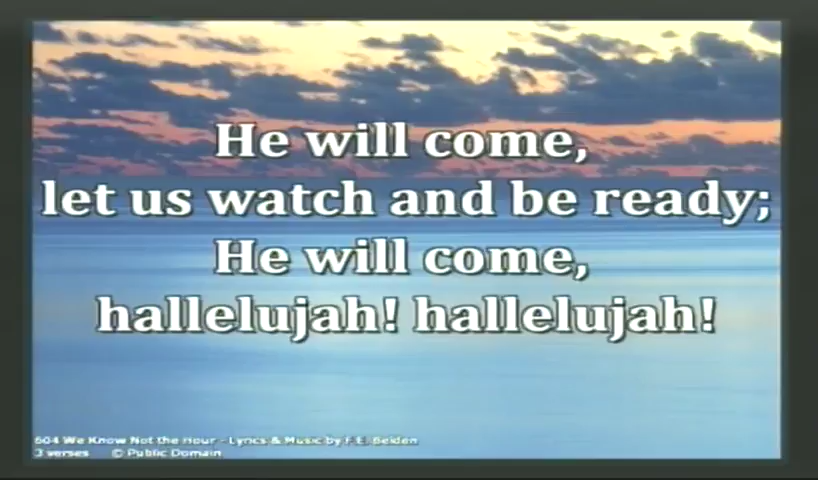 He will come,
let us watch and be ready;
He will come,
hallelujah! hallelujah!
604 We Know Not the Hour - Lyrics & Music by F.E. Belden
3 verses © Public Domain